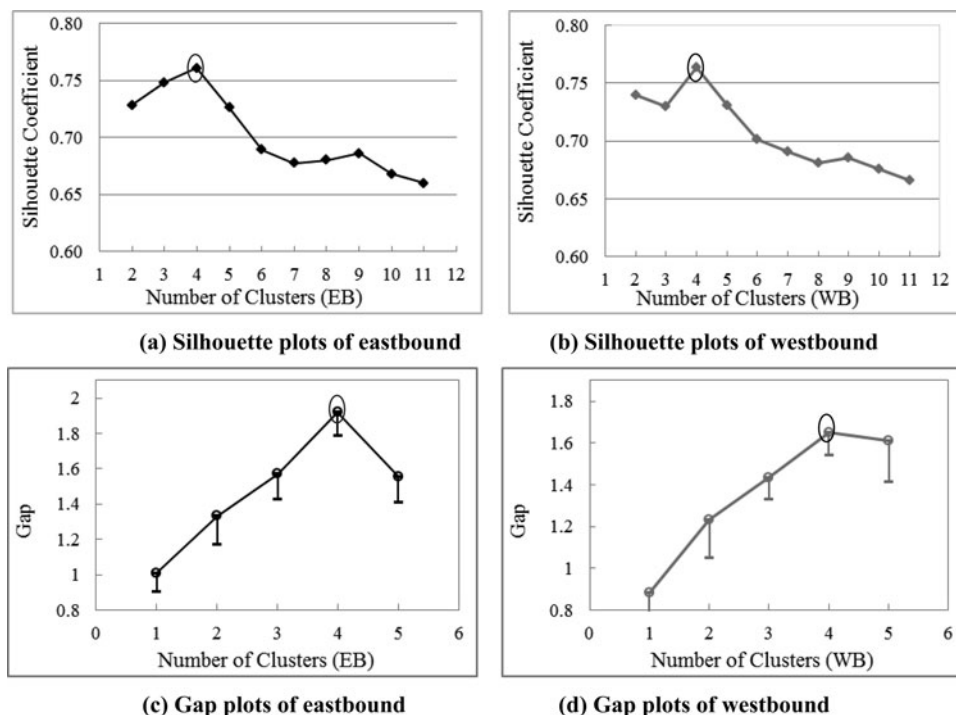 0.80
0.75
0.70
0.65
0.60
Sihouette Coefficient
1 2 3 4 5 6 7 8 9 10 11 12
Number of Clusters (EB)
(a) Silhouette plots of eastbound
0.80
0.75
0.70
0.65
0.60
Sihouette Coefficient
1 2 3 4 5 6 7 8 9 10 11 12
Number of Clusters (WB)
(b) Silhouette plots of westbound
2
1.8
1.6
1.4
1.2
1
0.8
Gap
0 1 2 3 4 5 6
Number of Clusters (EB)
(c) Gap plots of eastbound
1.8
1.6
1.4
1.2
1
0.8
Gap
0 1 2 3 4 5 6
Number of Clusters (WB)
(d) Gap plots of westbound